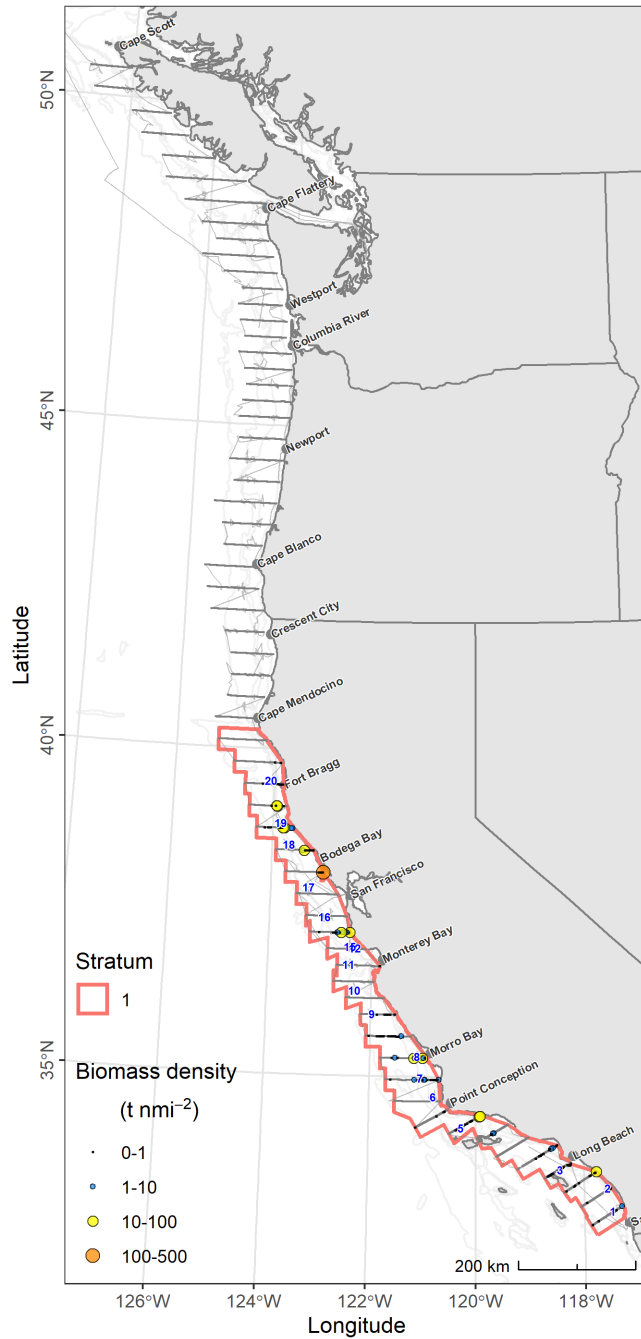 Cape Scott
50°N
Cape Flattery
Westport
Columbia River
45°N
Newport
Cape Blanco
Crescent City
Latitude
Cape Mendocino
40°N
Fort Bragg
20
19
Bodega Bay
18
17
San Francisco
16
15
12
Monterey Bay
11
Stratum
1
10
9
Morro Bay
8
35°N
7
Biomass density
(t nmi⁻²)
6
Point Conception
5
0-1
Long Beach
3
1-10
2
10-100
1
100-500
200 km
126°W
124°W
122°W
120°W
118°W
Longitude